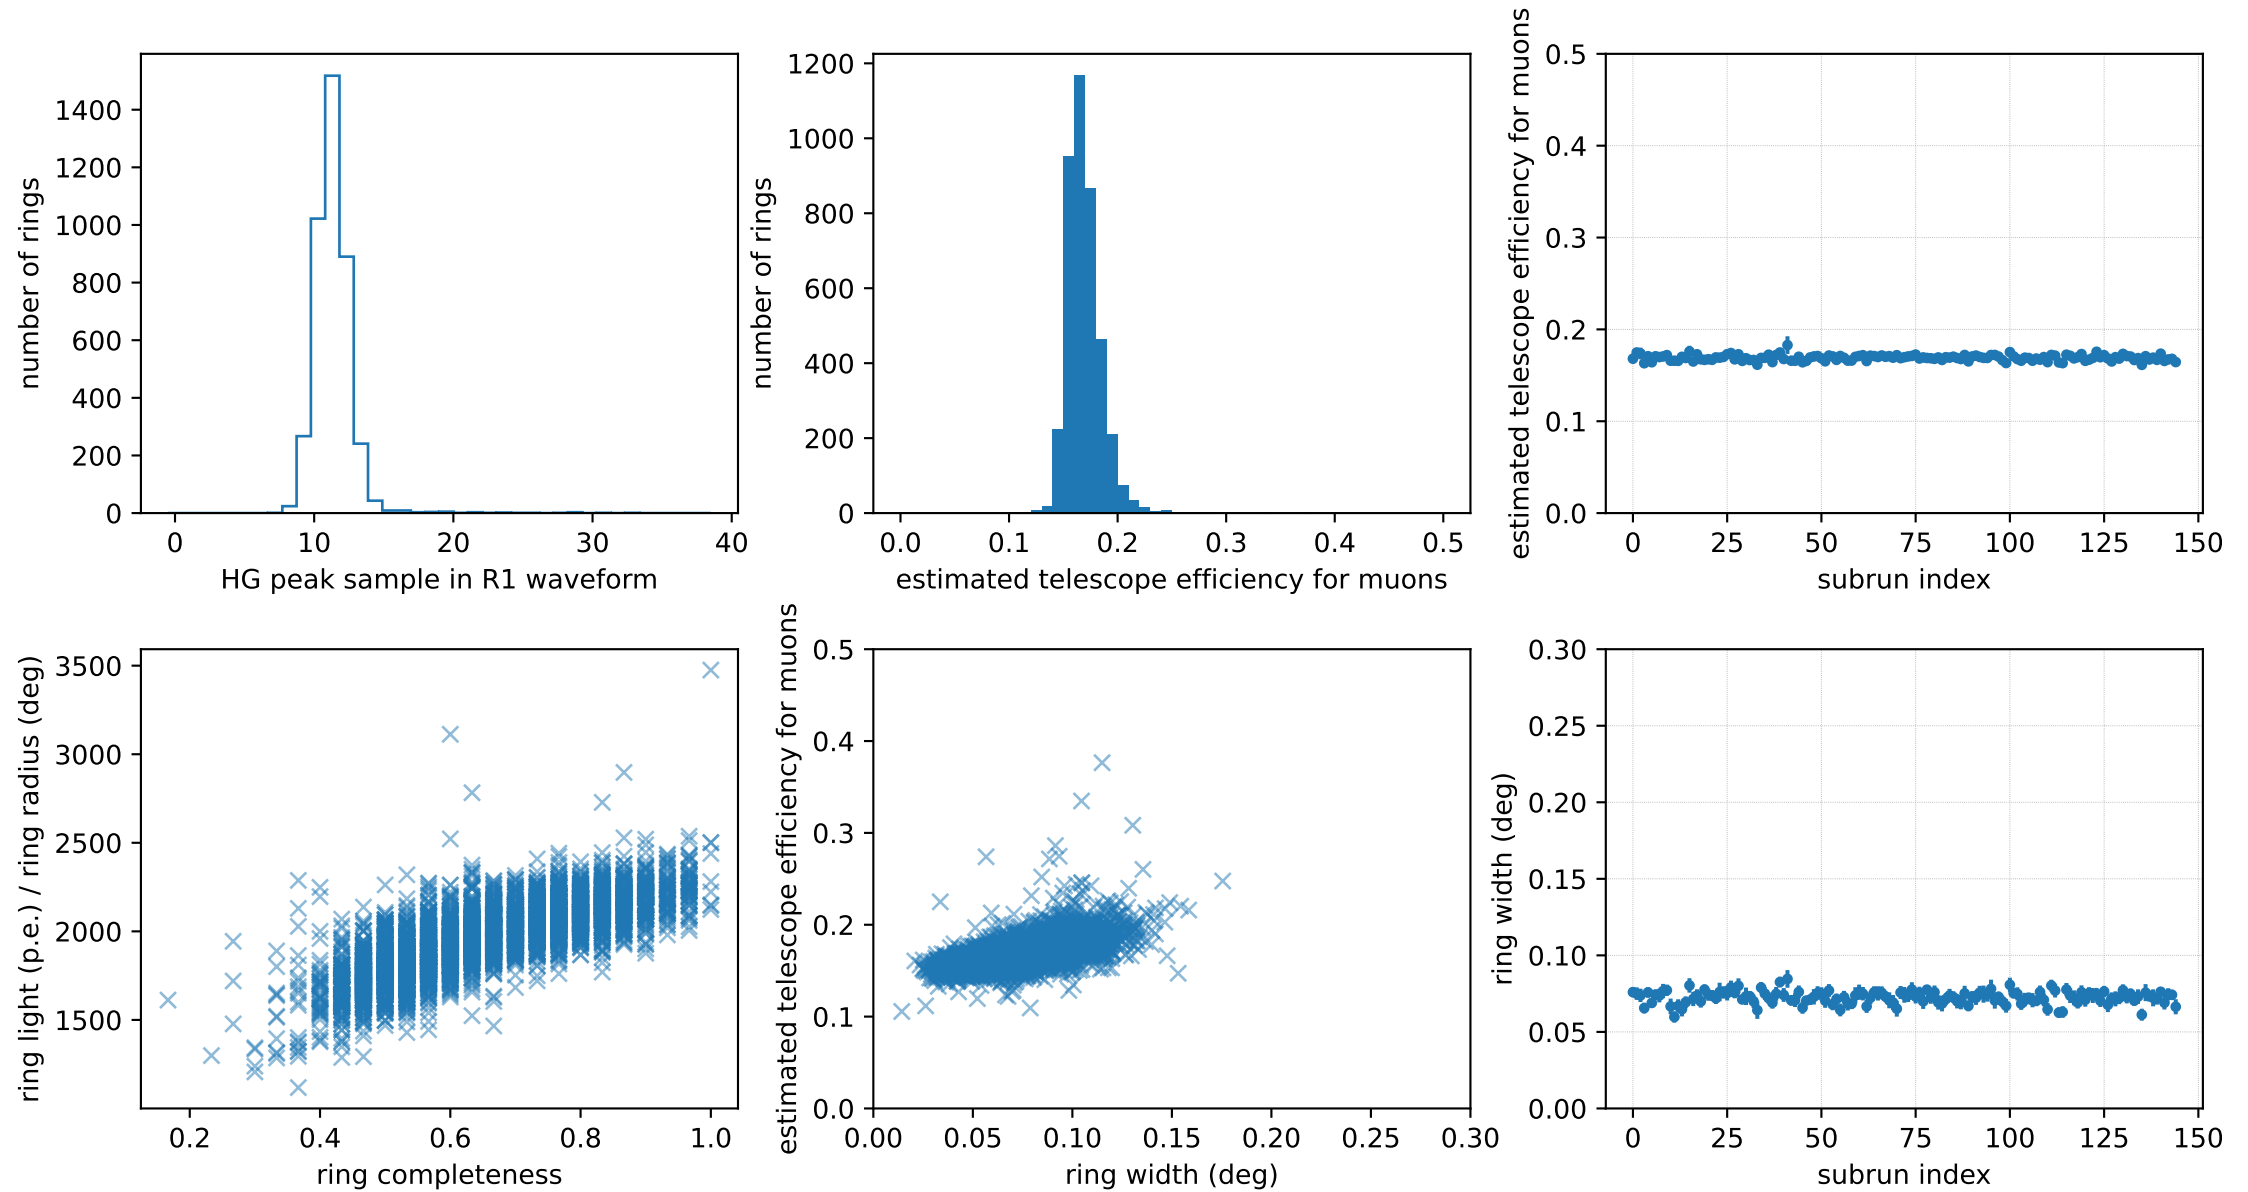 number of rings
1400
1200
1000
800
600
400
200
0
0 10 20 30 40
HG peak sample in R1 waveform
number of rings
1200
1000
800
600
400
200
0
0.0 0.1 0.2 0.3 0.4 0.5
estimated telescope efficiency for muons
estimated telescope efficiency for muons
0.5
0.4
0.3
0.2
0.1
0.0
0 25 50 75 100 125 150
subrun index
ring light (p.e.) / ring radius (deg)
3500
3000
2500
2000
1500
0.2 0.4 0.6 0.8 1.0
ring completeness
estimated telescope efficiency for muons
0.5
0.4
0.3
0.2
0.1
0.0
0.00 0.05 0.10 0.15 0.20 0.25 0.30
ring width (deg)
ring width (deg)
0.30
0.25
0.20
0.15
0.10
0.05
0.00
0 25 50 75 100 125 150
subrun index